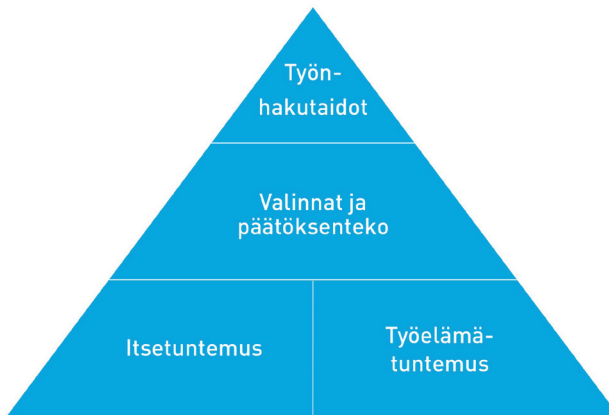 Työn-
hakutaidot
Valinnat ja
päätöksenteko
Itsetuntemus
Työelämä-
tuntemus